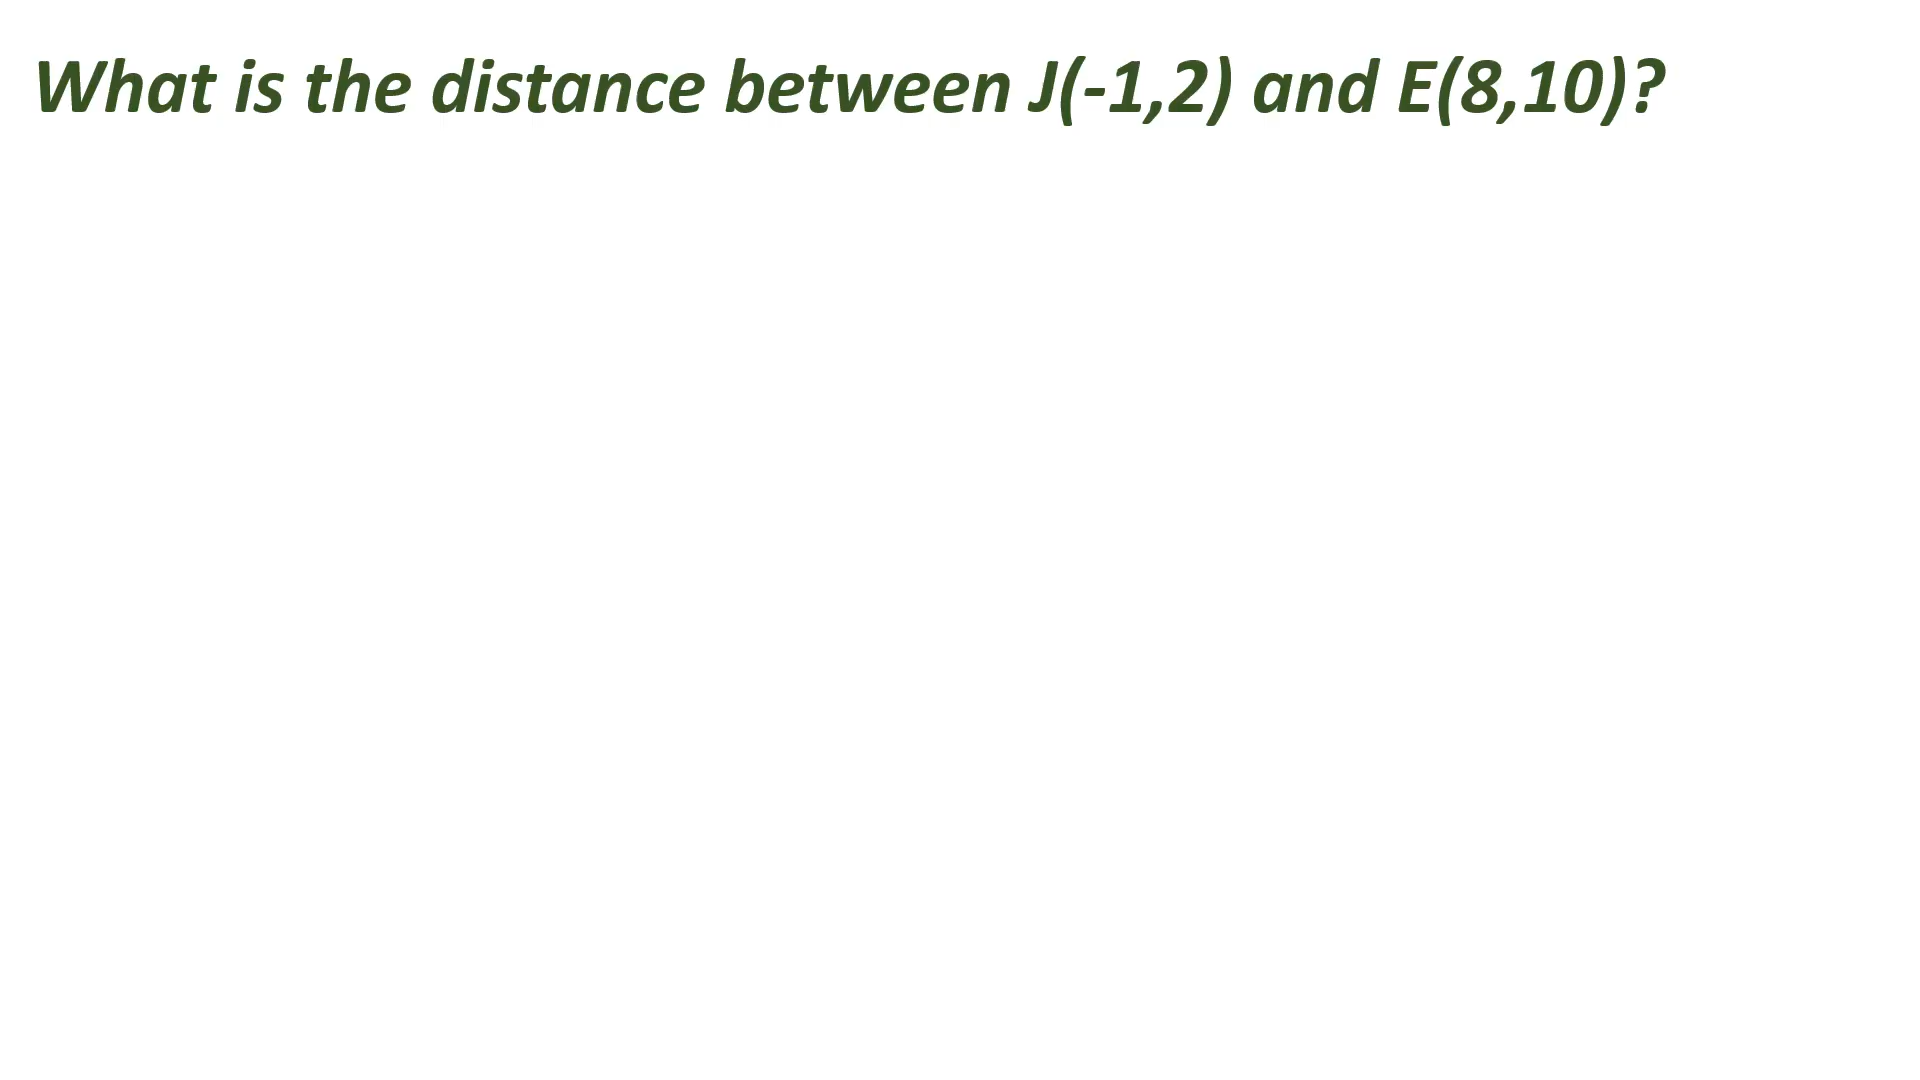 What is the distance between J(-1,2) and E(8,10)?